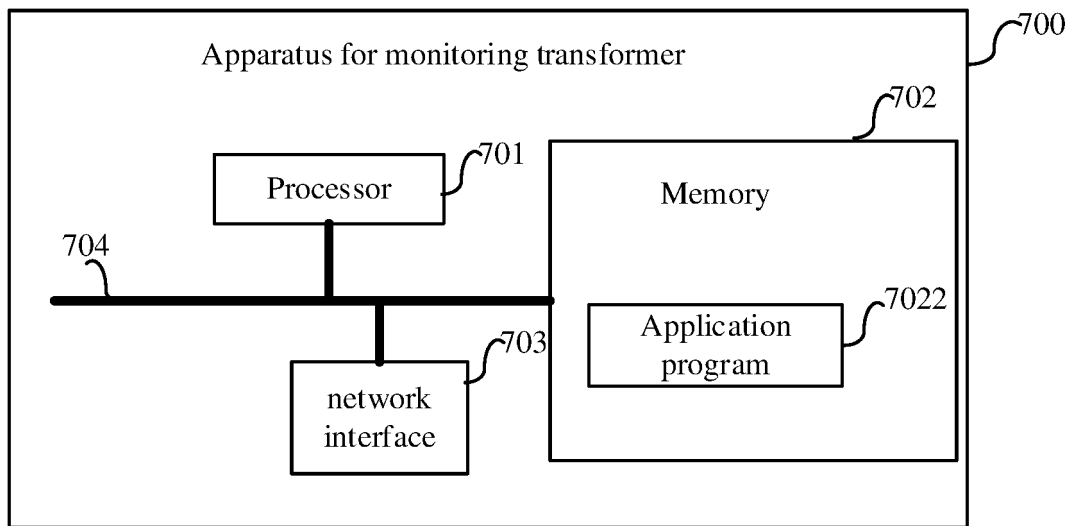 700
Apparatus for monitoring transformer
702
701
Processor
Memory
704
7022
Application
program
703
network
interface